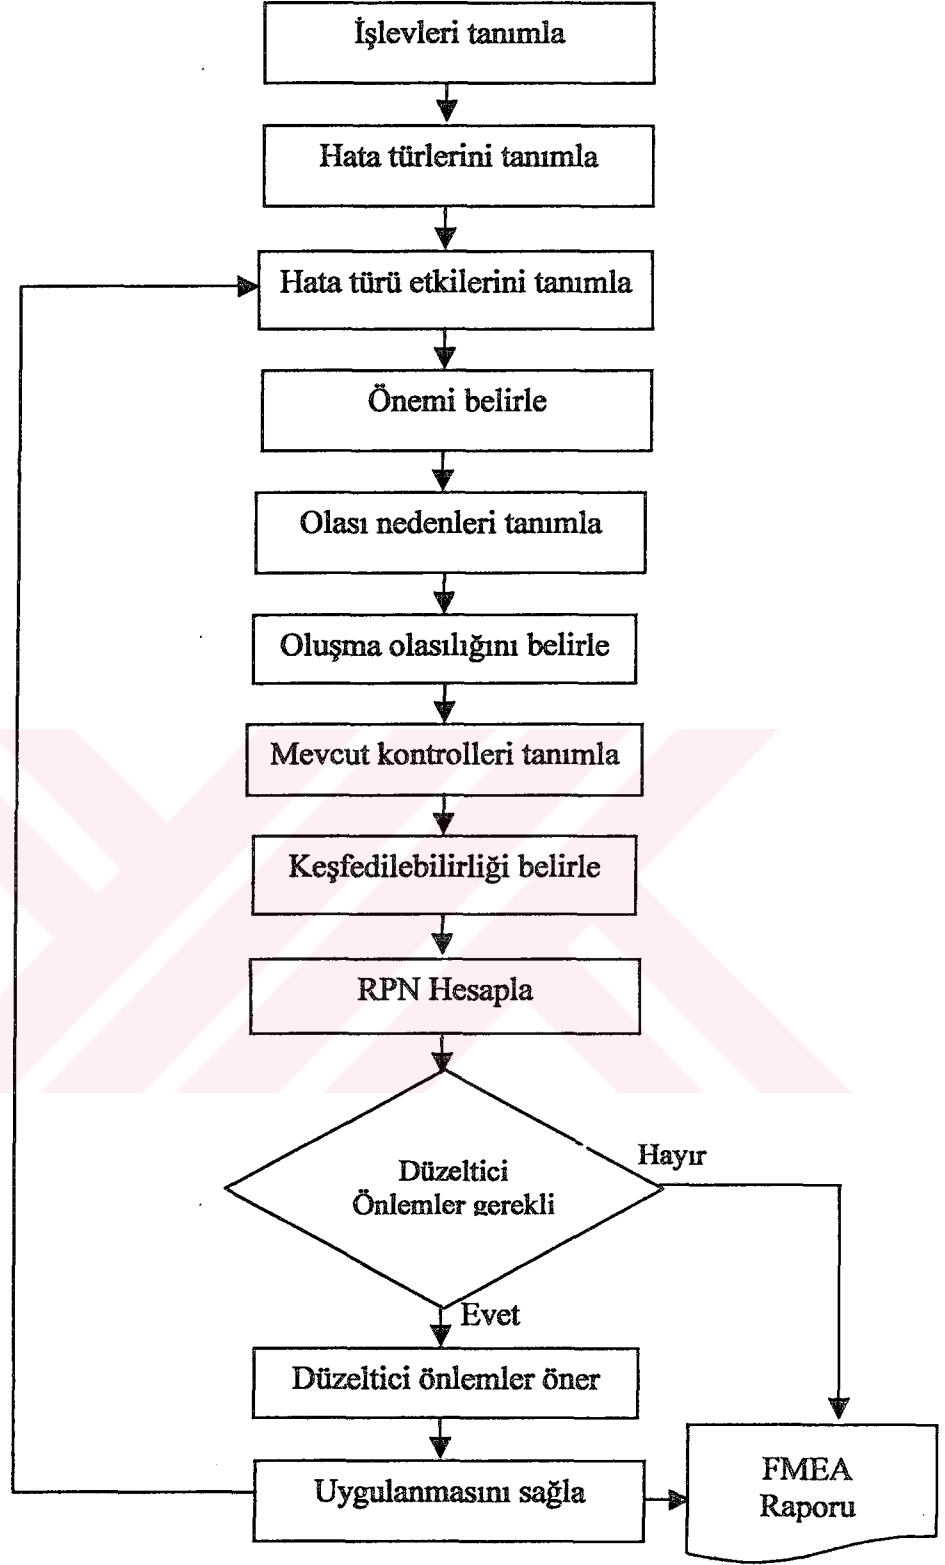 İşlevleri tanımla
Hata türlerini tanımla
Hata türü etkilerini tanımla
Önemi belirle
Olası nedenleri tanımla
Oluşma olasılığını belirle
Mevcut kontrolleri tanımla
Keşfedilebilirliği belirle
RPN Hesapla
Düzeltici
Önlemler gerekli
Hayır
Evet
Düzeltici önlemler öner
Uygulanmasını sağla
FMEA
Raporu